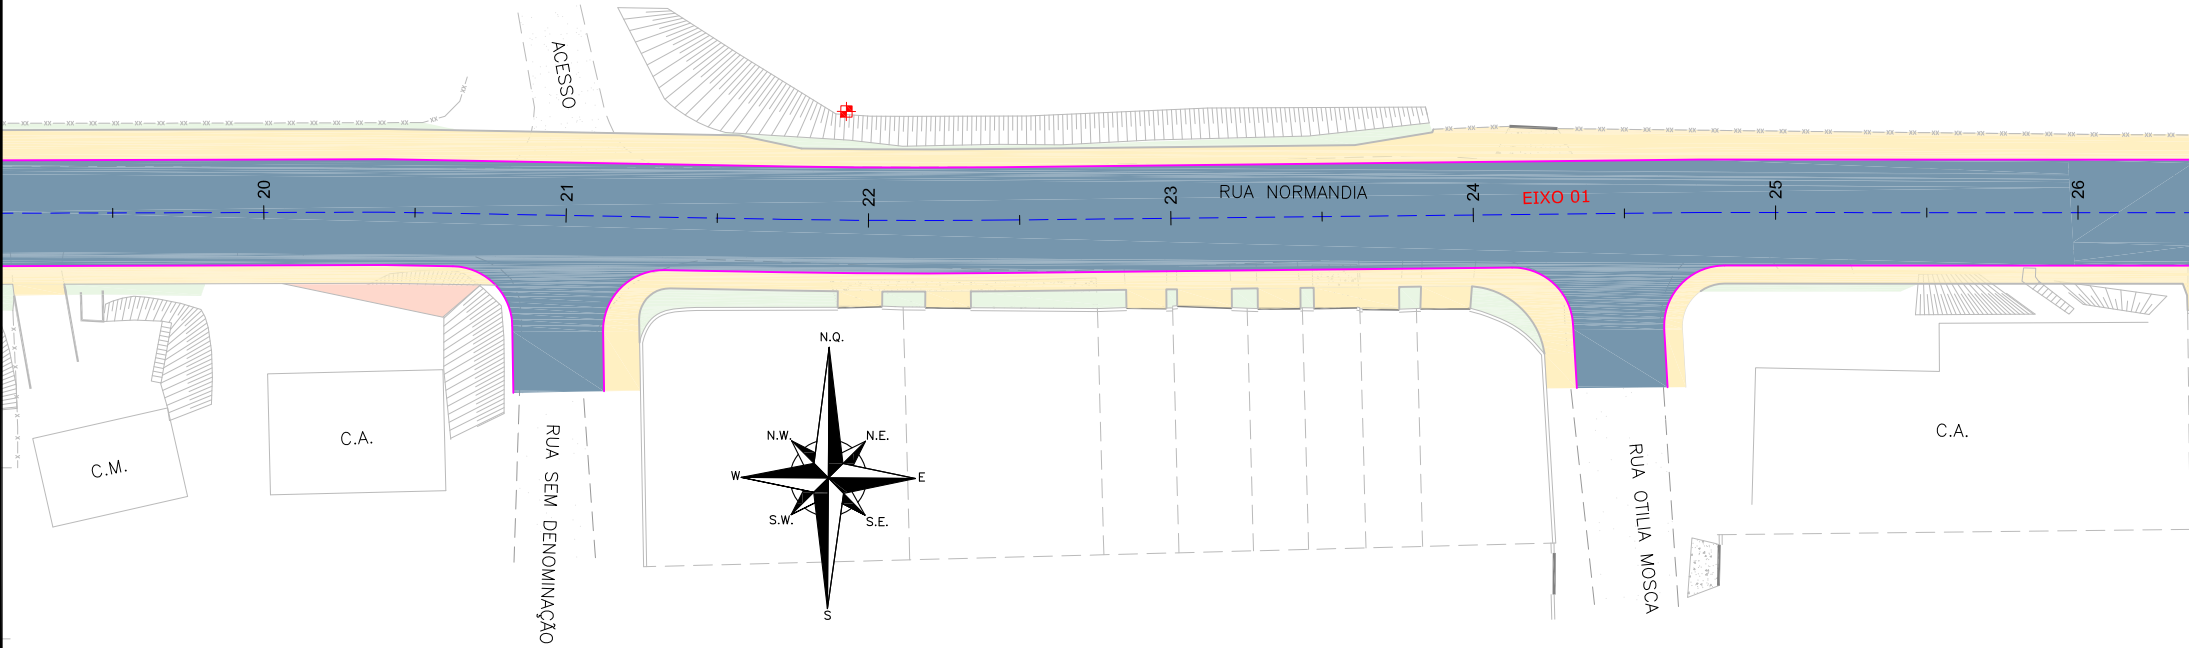 ACESSO
20
21
22
23
RUA NORMANDIA
24
EIXO 01
25
26
N.Q.
N.W.
N.E.
W
E
S.W.
S.E.
S
C.M.
C.A.
RUA SEM DENOMINAÇÃO
RUA OTILIA MOSCA
C.A.